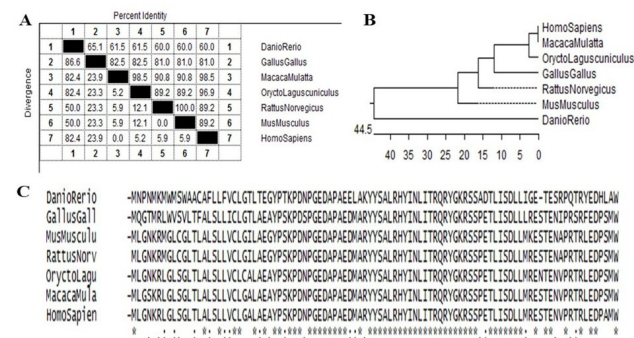 A
Percent Identity
1 2 3 4 5 6 7
1 65.1 61.5 61.5 60.0 60.0 60.0 1 DanioRerio
2 86.6 82.5 82.5 81.0 81.0 81.0 2 GallusGallus
3 82.4 23.9 98.5 90.8 90.8 98.5 3 MacacaMulatta
4 82.4 23.3 5.2 89.2 89.2 96.9 4 OryctoLaguscuniculus
5 50.0 23.3 5.9 12.1 100.0 89.2 5 RattusNorvegicus
6 50.0 23.3 5.9 12.1 0.0 89.2 6 MusMusculus
7 82.4 23.9 0.0 5.2 5.9 5.9 7 HomoSapiens
1 2 3 4 5 6 7
Divergence
B
HomoSapiens
MacacaMulatta
OryctoLaguscuniculus
GallusGallus
RattusNorvegicus
MusMusculus
DanioRerio
44.5
40 35 30 25 20 15 10 5 0
C
DanioRerio -MNPNMKMWMSWAACAFLLFVCLGTLTEGYPTKPDNPGEDAPAEELAKYYSALRHYINLITRQRYGKRSSADTLISDLLIGE-TESRPQTRYEDHLAW
GallusGall -MQGTMRLWVSVLTFALSLLICLGTLAEAYPSKPDSPGEDAPAEDMARYYSALRHYINLITRQRYGKRSSPETLISDLLLRESTENIPRSRFEDPSMW
MusMusculu -MLGNKRMGLCGLTLALSLLVCLGILAEGYPSKPDNPGEDAPAEDMARYYSALRHYINLITRQRYGKRSSPETLISDLLMKESTENAPRTRLEDPSMW
RattusNorv MLGNKRMGLCGLTLALSLLVCLGILAEGYPSKPDNPGEDAPAEDMARYYSALRHYINLITRQRYGKRSSPETLISDLLMKESTENAPRTRLEDPSMW
OryctoLagu -MLGNKRLGLSGLTLALSLLVCLCALAEAYPSKPDNPGEDAPAEDMARYYSALRHYINLITRQRYGKRSSPETLISDLLMRENTENVPRTRLEDPSMW
MacacaMula -MLGSKRLGLSGLTLALSLLVCLGALAEAYPSKPDNPGEDAPAEDMARYYSALRHYINLITRQRYGKRSSPETLISDLLMRESTENVPRTRLEDPAMW
HomoSapien -MLGNKRLGLSGLTLALSLLVCLGALAEAYPSKPDNPGEDAPAEDMARYYSALRHYINLITRQRYGKRSSPETLISDLLMRESTENVPRTRLEDPAMW